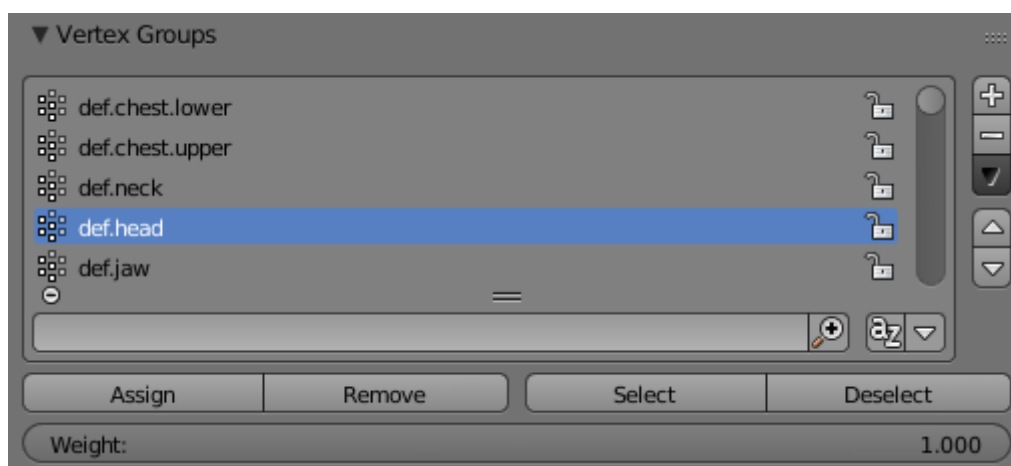 Vertex Groups
def.chest.lower
def.chest.upper
def.neck
def.head
def.jaw
az
Assign Remove Select Deselect
Weight: 1.000